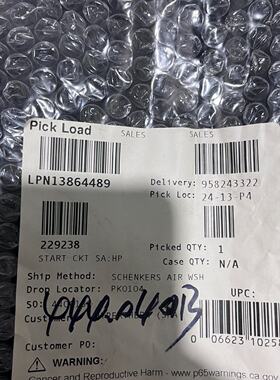 Pick Load
SALES SALES
LPN13864489
Delivery: 958243322
Pick Loc: 24-13-P4
229238
START CKT SA:HP
Picked QTY: 1
Case QTY: N/A
Ship Method: SCHENKERS AIR WSH
Drop Locator: PK0104
UPC:
SO:
Custome
Customer PO:
0 06623 10258
Cancer and Reproductive Harm - www.p65warnings.ca.gov